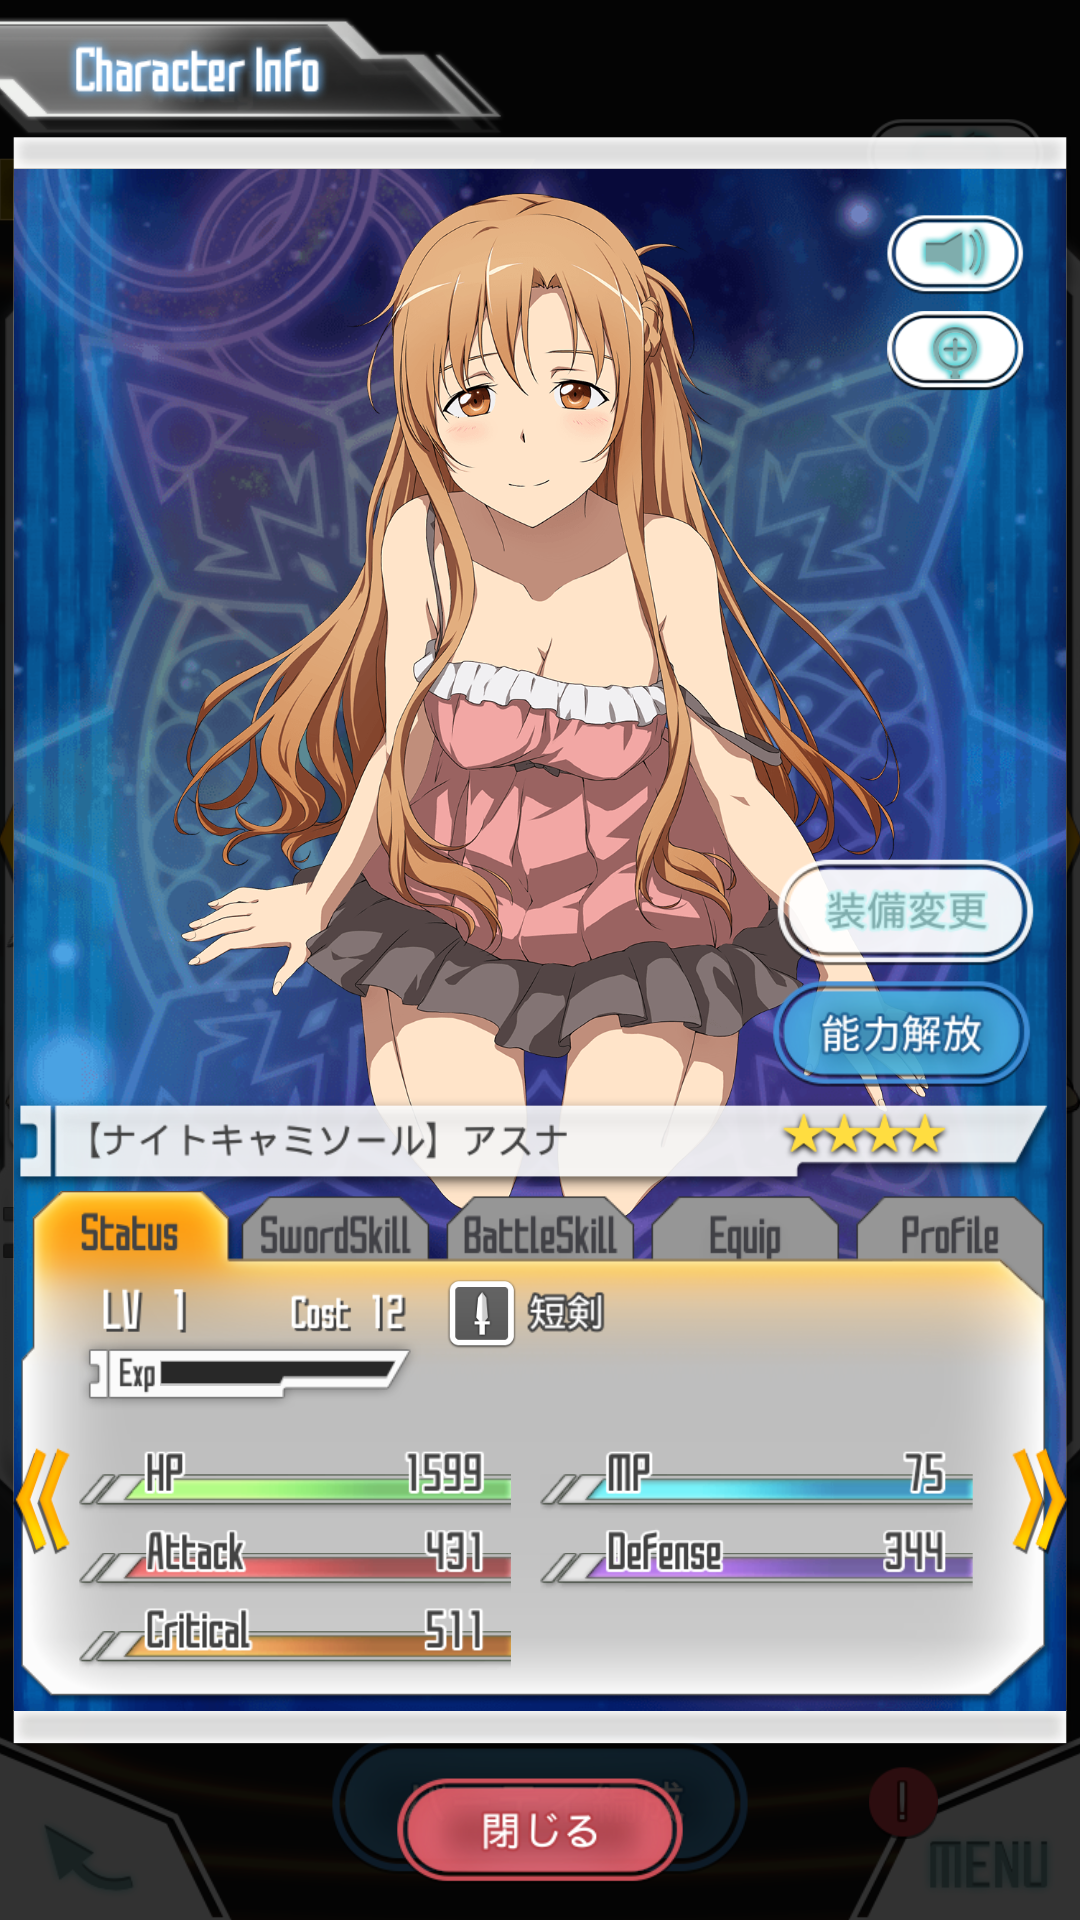 Character Info
装備変更
能力解放
【ナイトキャミソール】アスナ ★★★★
Status SwordSkill BattleSkill Equip Profile
LV 1 Cost 12 短剣
Exp
HP 1599 MP 75
Attack 431 Defense 344
Critical 511
閉じる
!
MENU